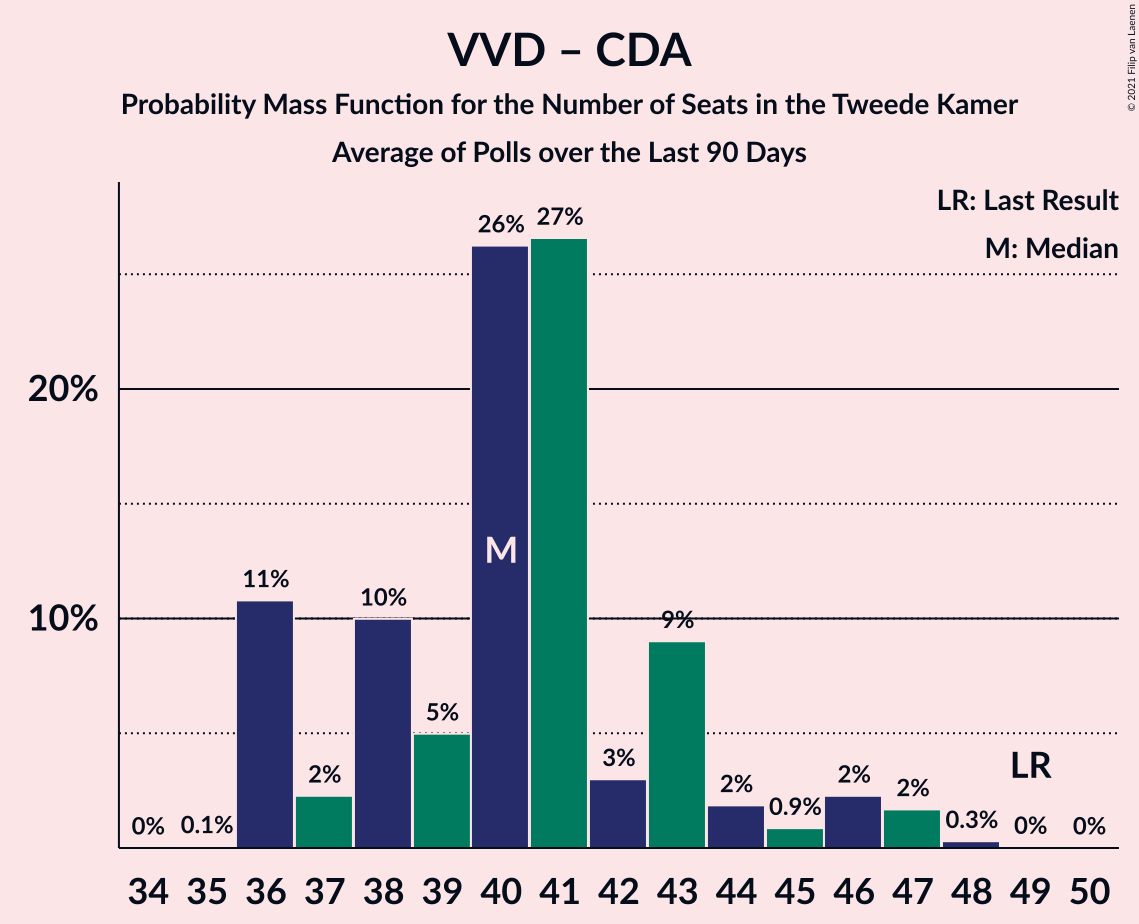 VVD – CDA
Probability Mass Function for the Number of Seats in the Tweede Kamer
Average of Polls over the Last 90 Days
© 2021 Filip van Laenen
LR: Last Result
M: Median
20%
10%
0%
0.1%
11%
2%
10%
5%
26%
27%
3%
9%
2%
0.9%
2%
2%
0.3%
0%
0%
M
LR
34 35 36 37 38 39 40 41 42 43 44 45 46 47 48 49 50